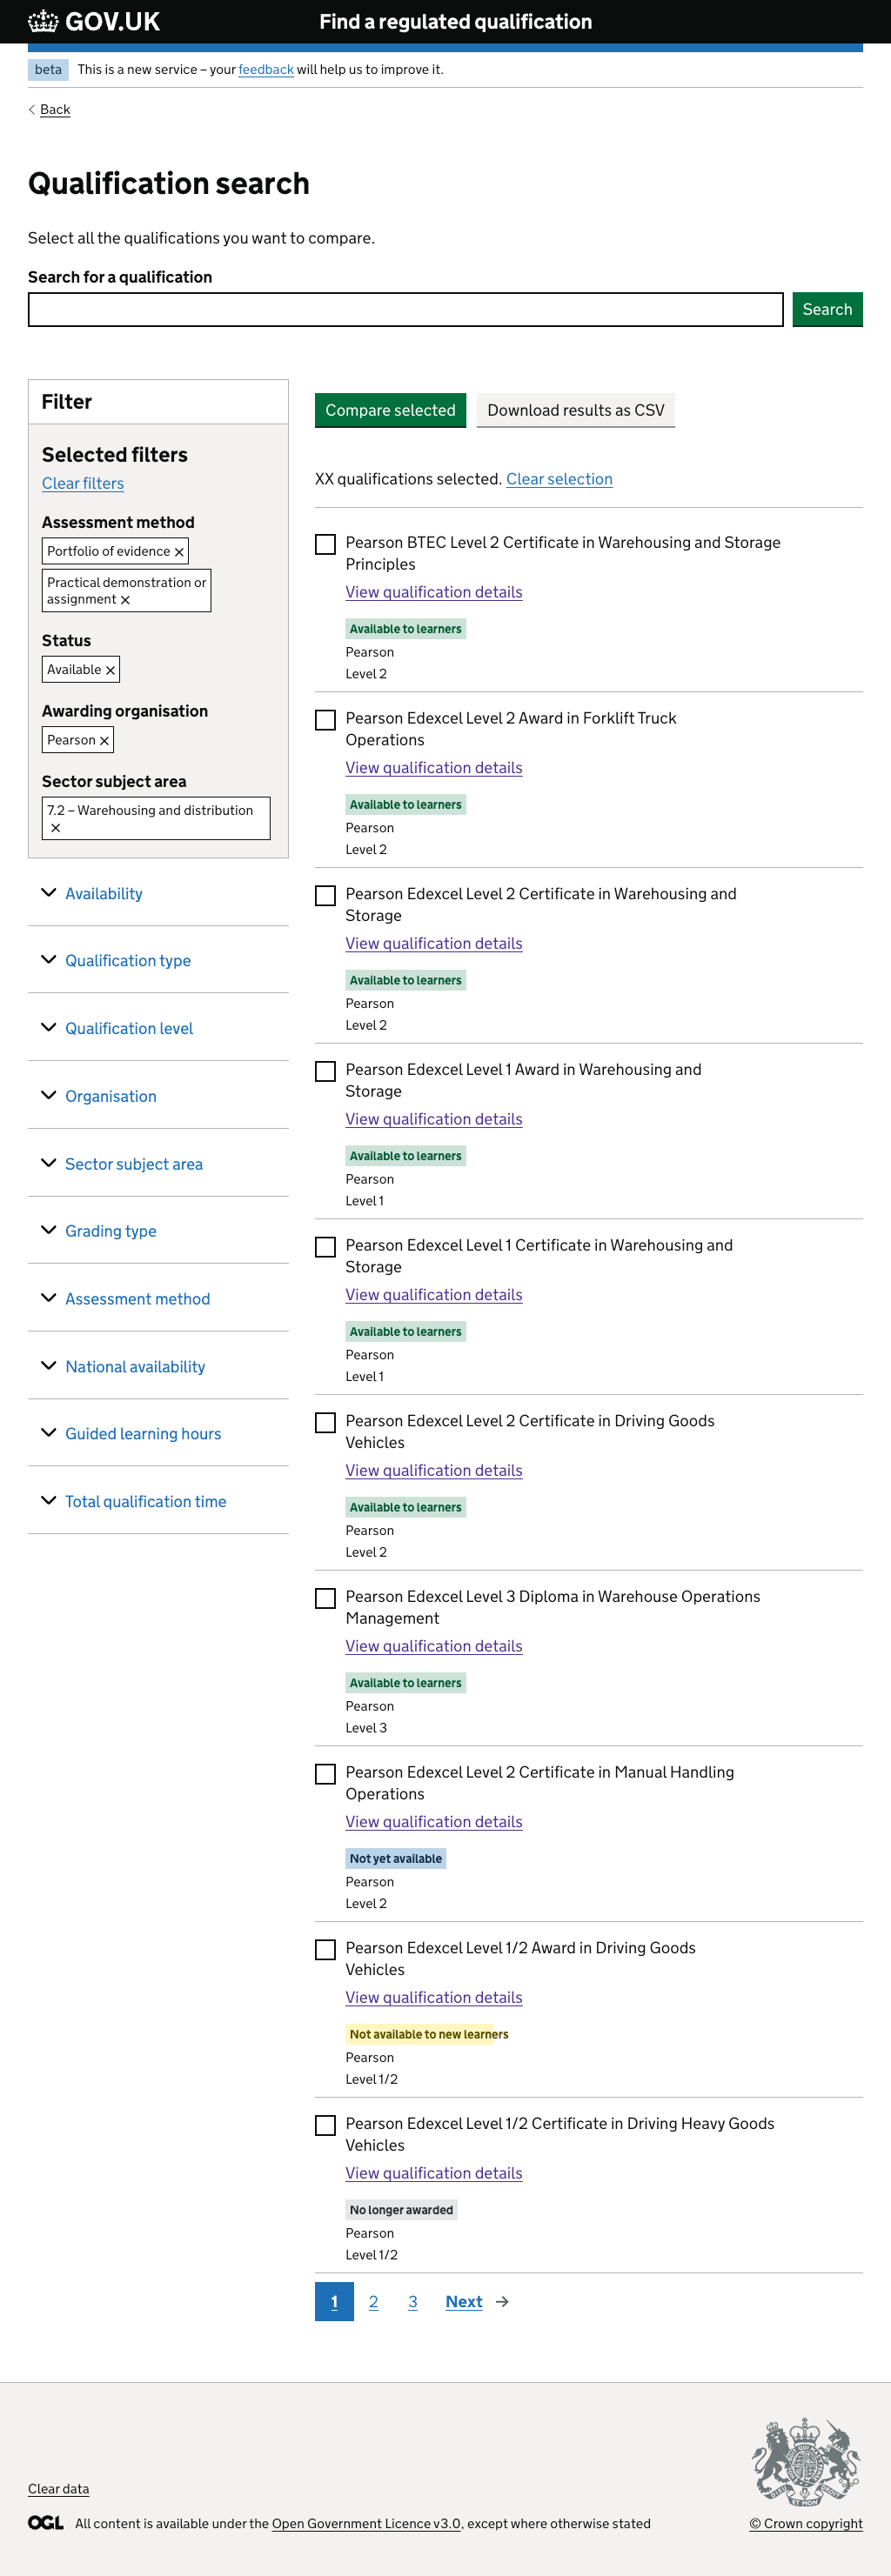 GOV.UK
Find a regulated qualification
beta
This is a new service – your feedback will help us to improve it.
Back
Qualification search
Select all the qualifications you want to compare.
Search for a qualification
Search
Filter
Selected filters
Clear filters
Assessment method
Portfolio of evidence ✕
Practical demonstration or
assignment ✕
Status
Available ✕
Awarding organisation
Pearson ✕
Sector subject area
7.2 – Warehousing and distribution
✕
Availability
Qualification type
Qualification level
Organisation
Sector subject area
Grading type
Assessment method
National availability
Guided learning hours
Total qualification time
Compare selected
Download results as CSV
XX qualifications selected. Clear selection
Pearson BTEC Level 2 Certificate in Warehousing and Storage
Principles
View qualification details
Available to learners
Pearson
Level 2
Pearson Edexcel Level 2 Award in Forklift Truck
Operations
View qualification details
Available to learners
Pearson
Level 2
Pearson Edexcel Level 2 Certificate in Warehousing and
Storage
View qualification details
Available to learners
Pearson
Level 2
Pearson Edexcel Level 1 Award in Warehousing and
Storage
View qualification details
Available to learners
Pearson
Level 1
Pearson Edexcel Level 1 Certificate in Warehousing and
Storage
View qualification details
Available to learners
Pearson
Level 1
Pearson Edexcel Level 2 Certificate in Driving Goods
Vehicles
View qualification details
Available to learners
Pearson
Level 2
Pearson Edexcel Level 3 Diploma in Warehouse Operations
Management
View qualification details
Available to learners
Pearson
Level 3
Pearson Edexcel Level 2 Certificate in Manual Handling
Operations
View qualification details
Not yet available
Pearson
Level 2
Pearson Edexcel Level 1/2 Award in Driving Goods
Vehicles
View qualification details
Not available to new learners
Pearson
Level 1/2
Pearson Edexcel Level 1/2 Certificate in Driving Heavy Goods
Vehicles
View qualification details
No longer awarded
Pearson
Level 1/2
1 2 3 Next →
Clear data
OGL All content is available under the Open Government Licence v3.0, except where otherwise stated
© Crown copyright